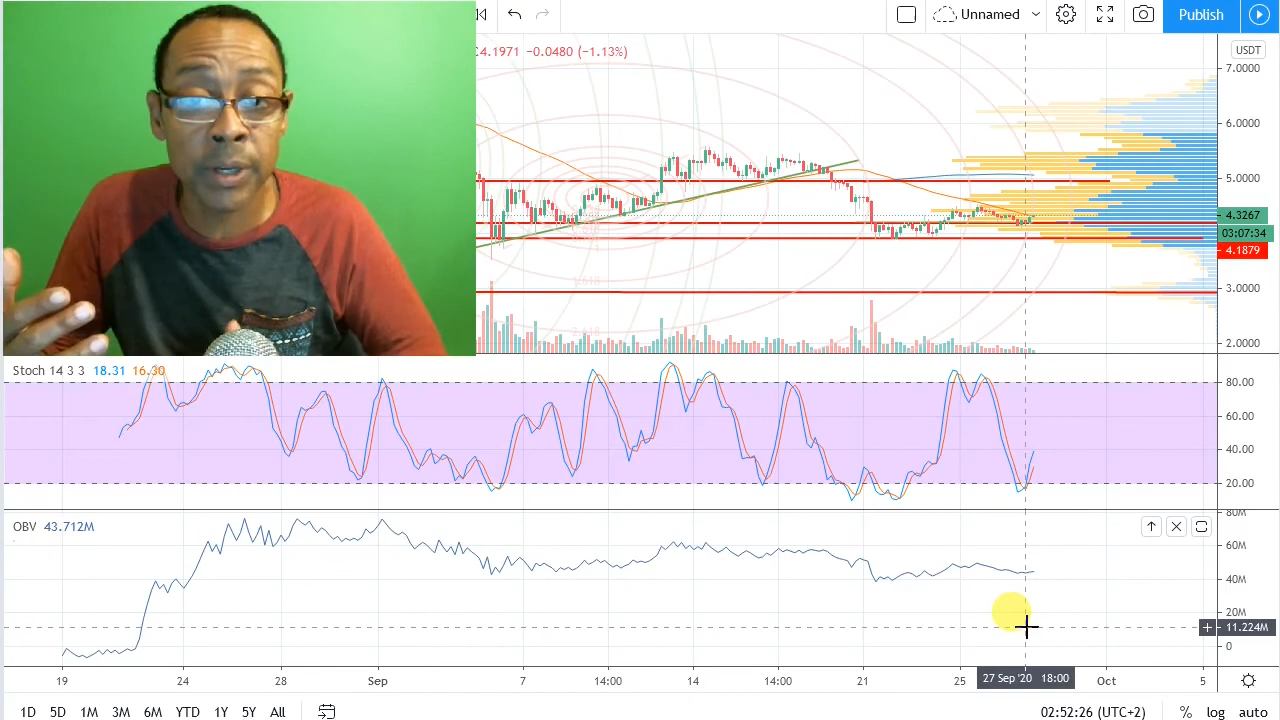 Unnamed
Publish
4.1971 −0.0480 (−1.13%)
USDT
7.0000
6.0000
5.0000
4.3267
03:07:34
4.1879
3.0000
2.0000
Stoch 14 3 3 18.31 16.30
80.00
60.00
40.00
20.00
OBV 43.712M
80M
60M
40M
20M
11.224M
0
19 24 28 Sep 7 14:00 14 14:00 21 25 27 Sep '20 18:00 Oct 5
1D 5D 1M 3M 6M YTD 1Y 5Y All 02:52:26 (UTC+2) % log auto